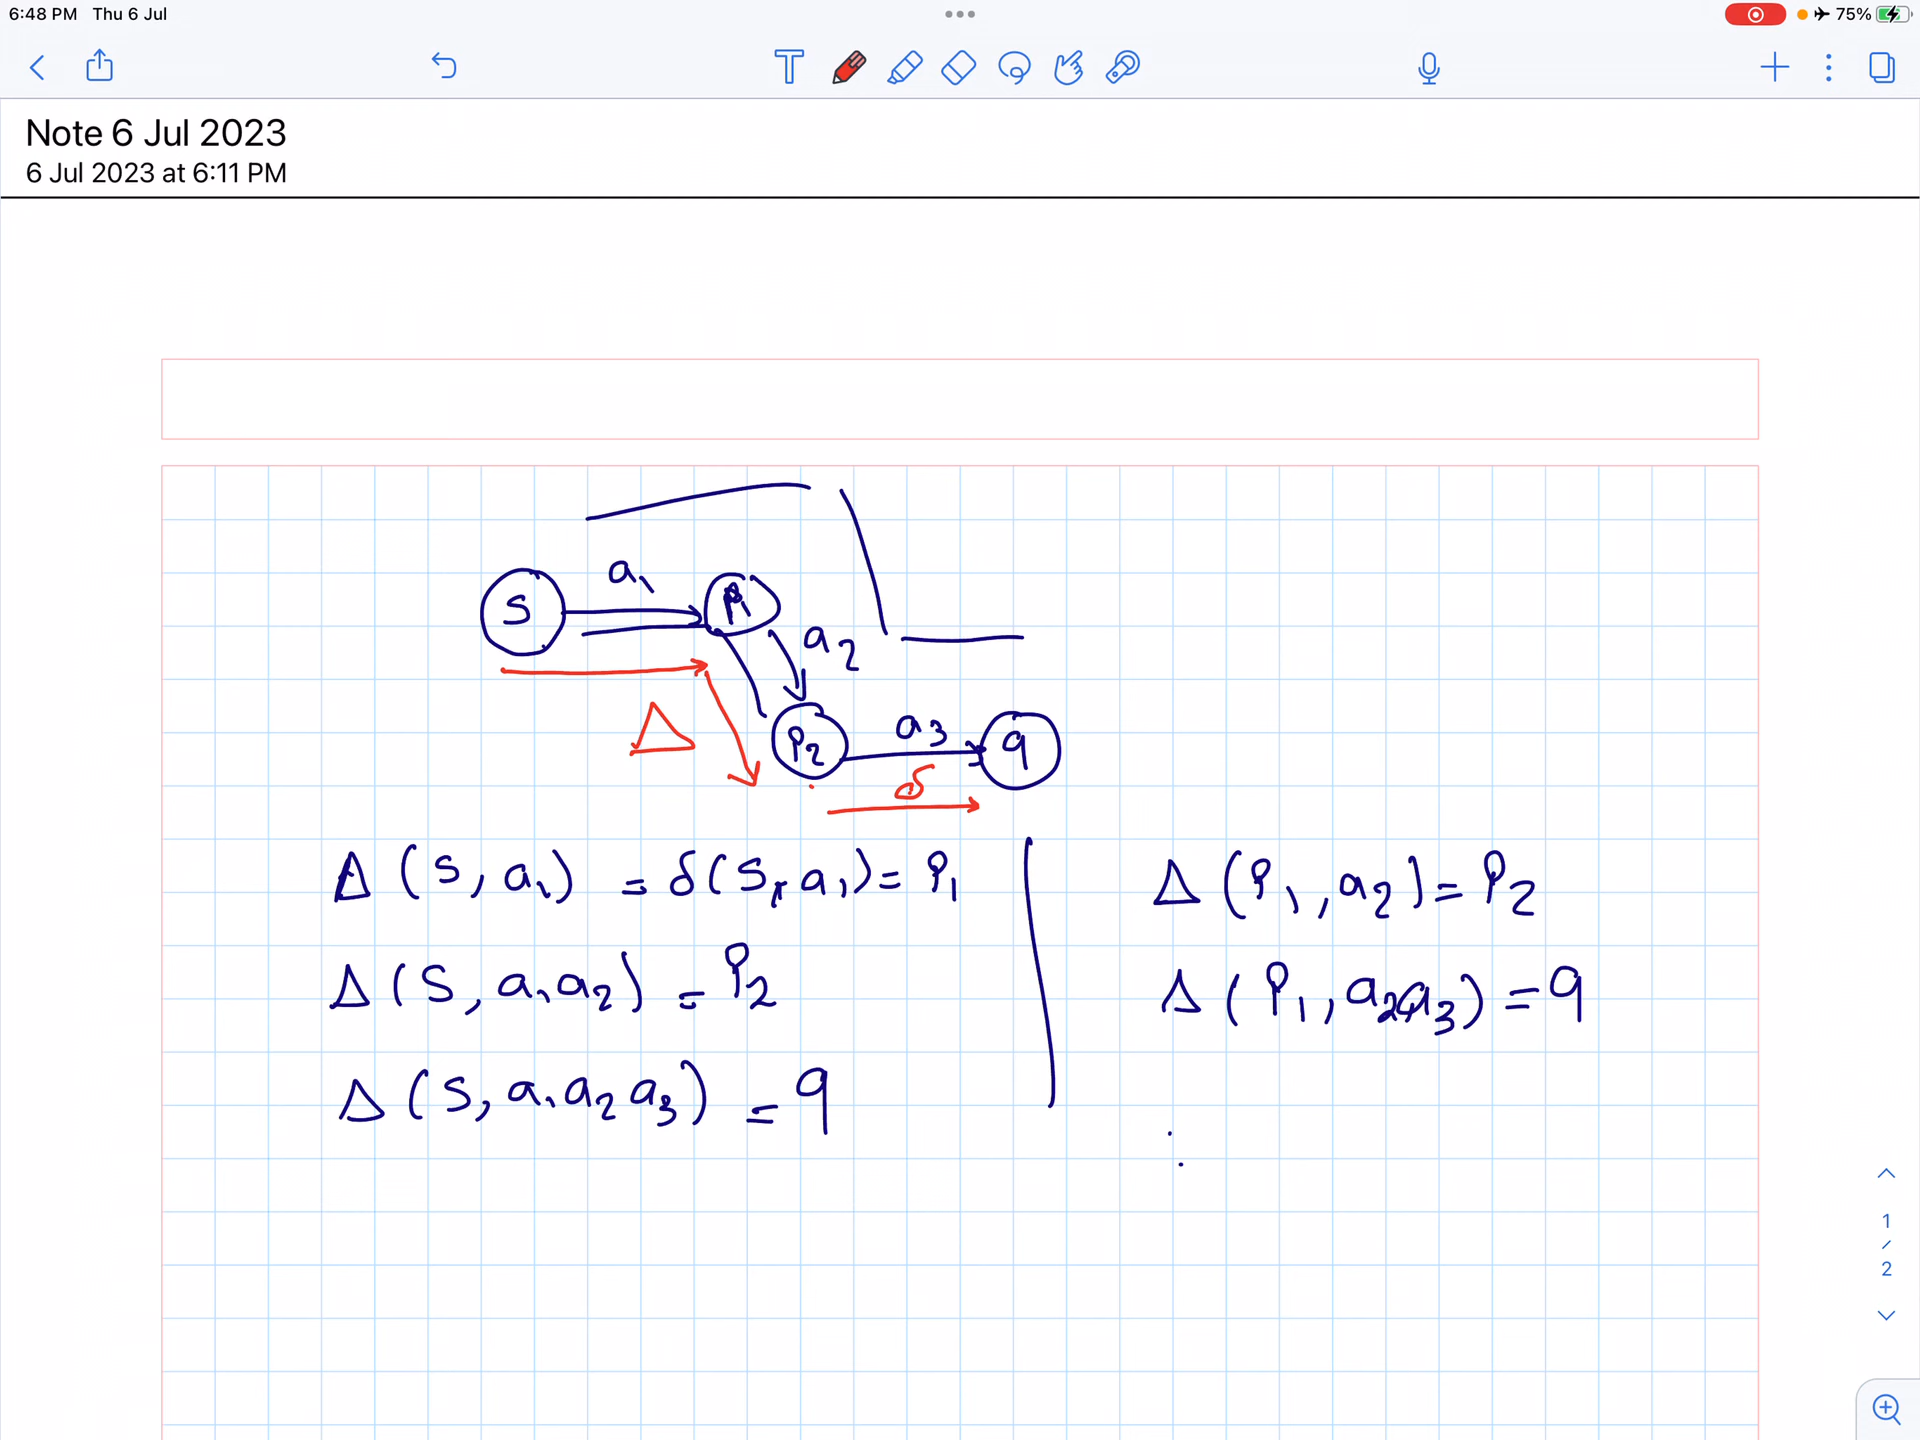 6:48 PM Thu 6 Jul
75%
T
Note 6 Jul 2023
6 Jul 2023 at 6:11 PM
a₁
S
P₁
a₂
Δ
P₂
a₃
q
δ
Δ (S, a₁) = δ(S, a₁) = P₁
Δ (P₁, a₂) = P₂
Δ (S, a₁a₂) = P₂
Δ (P₁, a₂a₃) = q
Δ (S, a₁a₂a₃) = q
1
/
2